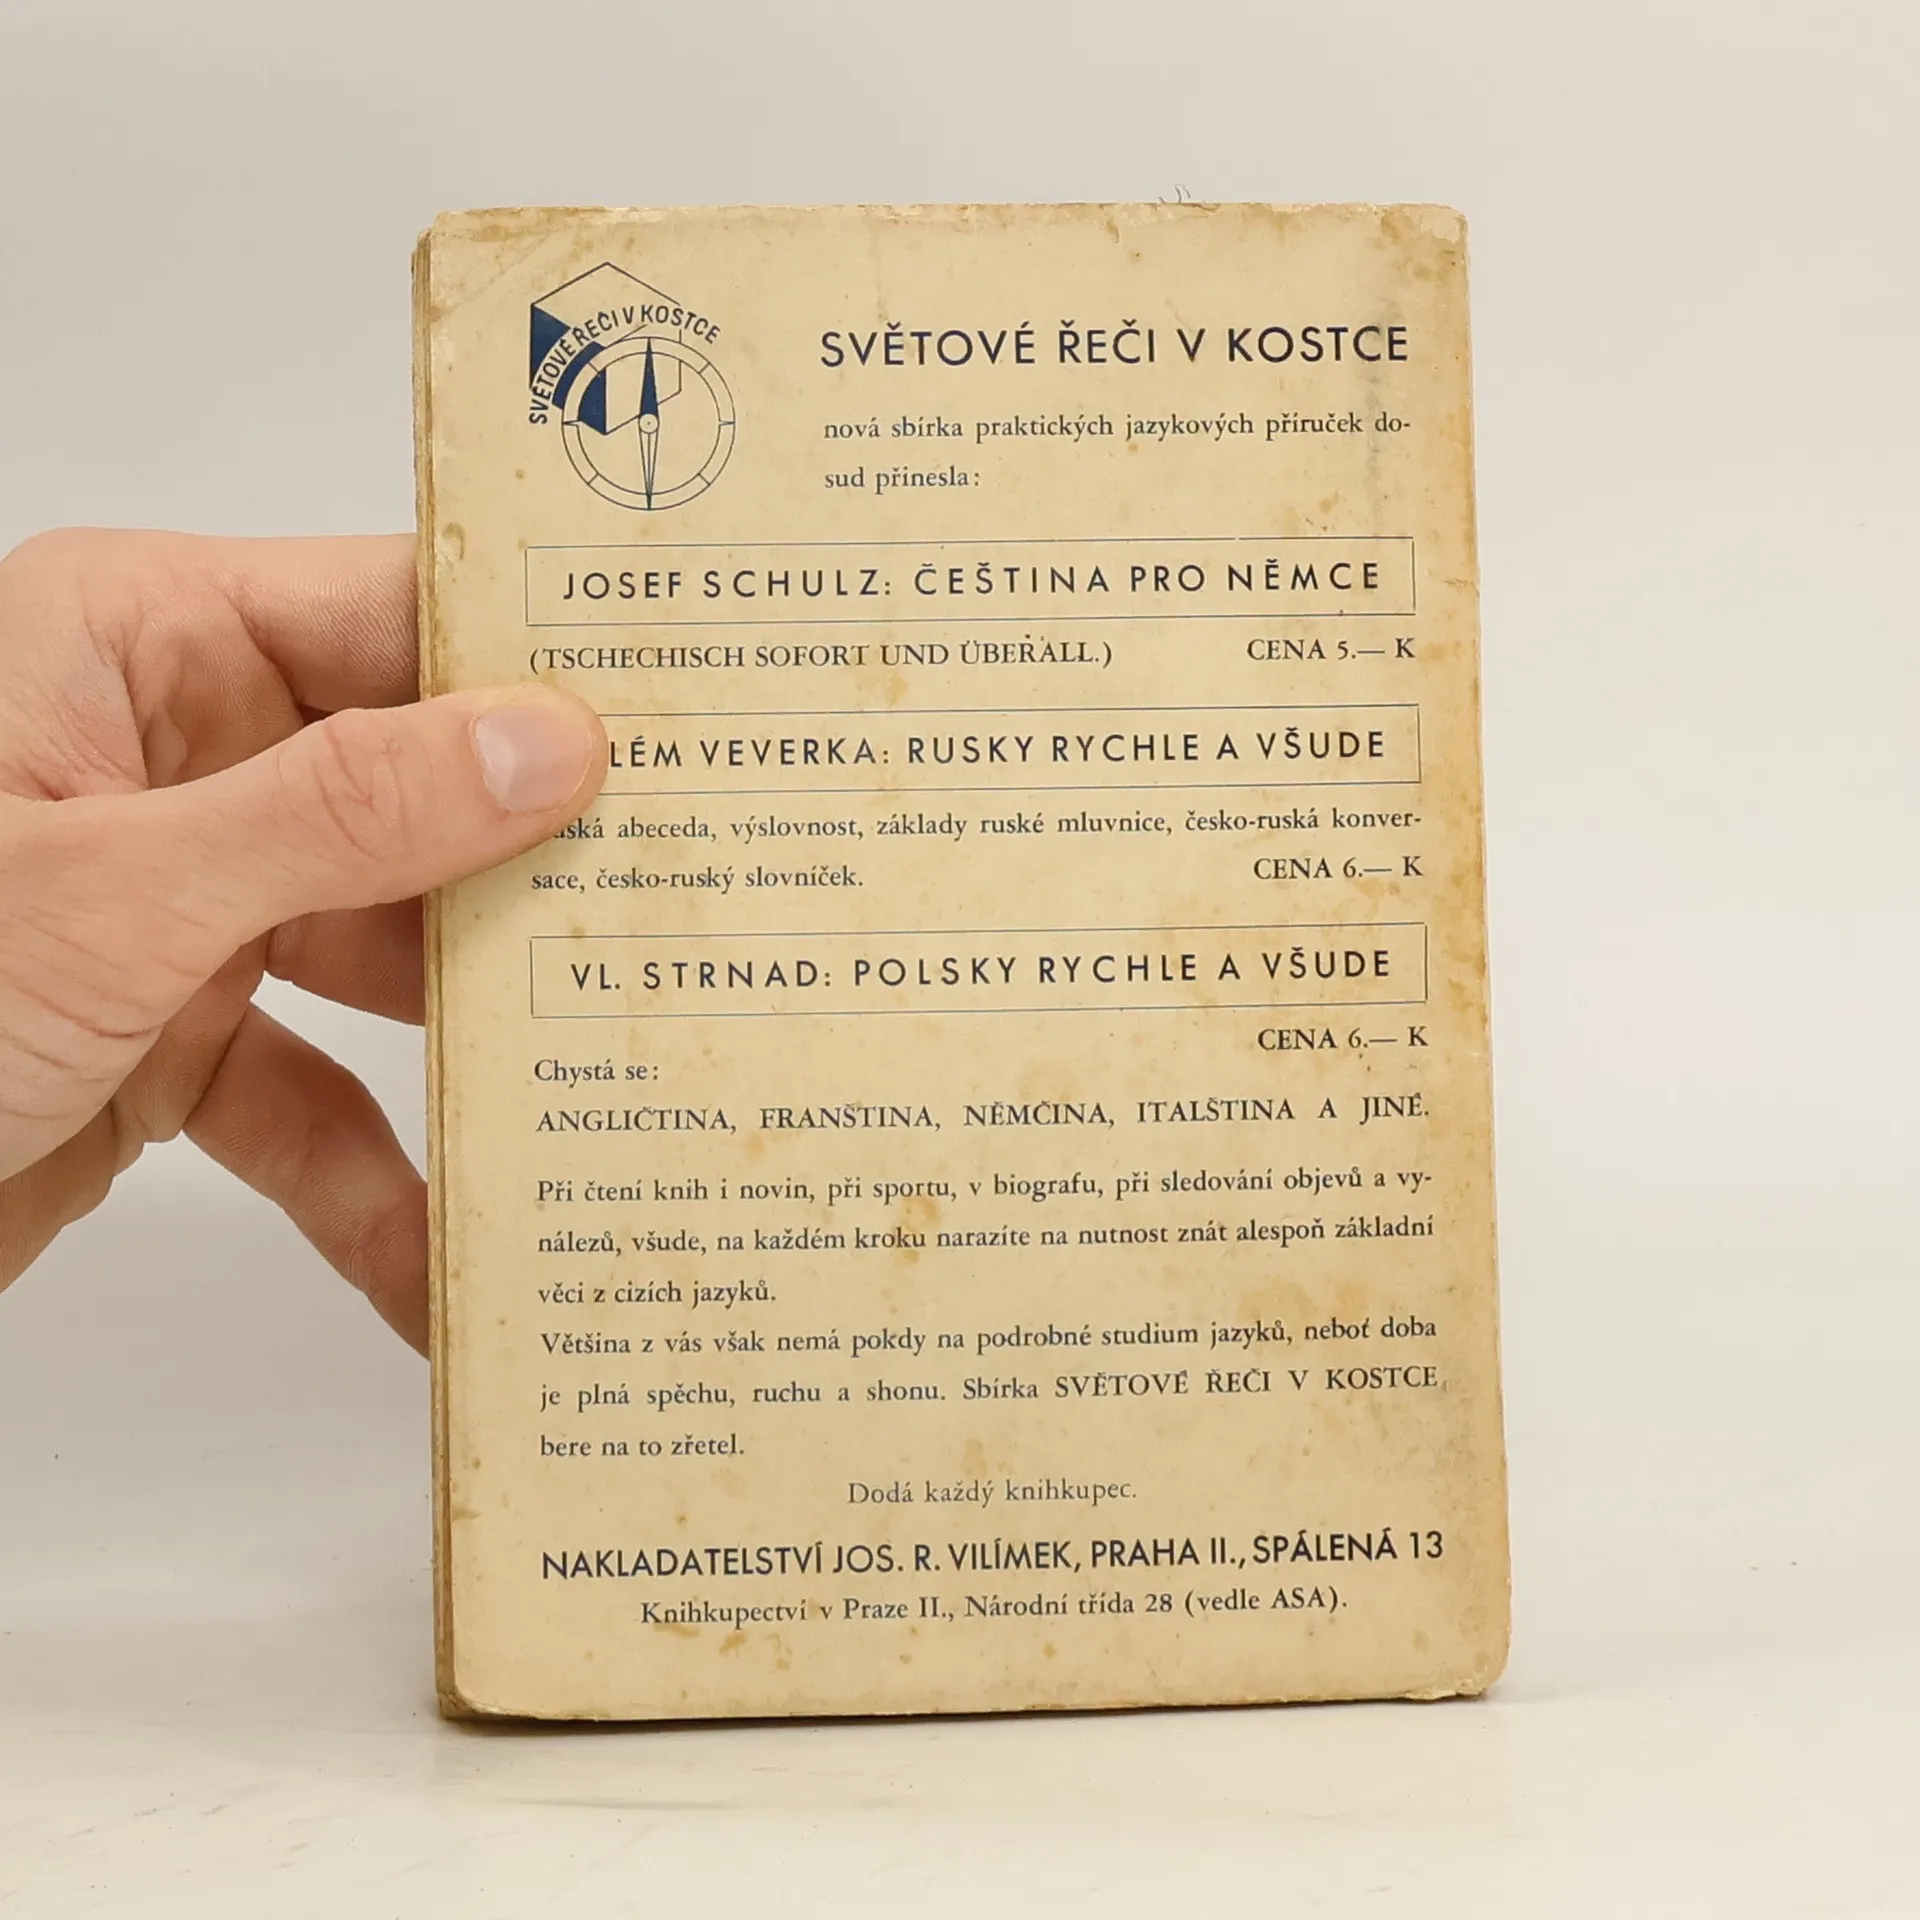 SVĚTOVÉ ŘEČI V KOSTCE
SVĚTOVÉ ŘEČI V KOSTCE
nová sbírka praktických jazykových příruček do-
sud přinesla:
JOSEF SCHULZ: ČEŠTINA PRO NĚMCE
(TSCHECHISCH SOFORT UND ÜBERALL.) CENA 5.— K
LÉM VEVERKA: RUSKY RYCHLE A VŠUDE
abeceda, výslovnost, základy ruské mluvnice, česko-ruská konver-
sace, česko-ruský slovníček. CENA 6.— K
VL. STRNAD: POLSKY RYCHLE A VŠUDE
CENA 6.— K
Chystá se:
ANGLIČTINA, FRANŠTINA, NĚMČINA, ITALŠTINA A JINÉ.
Při čtení knih i novin, při sportu, v biografu, při sledování objevů a vy-
nálezů, všude, na každém kroku narazíte na nutnost znát alespoň základní
věci z cizích jazyků.
Většina z vás však nemá pokdy na podrobné studium jazyků, neboť doba
je plná spěchu, ruchu a shonu. Sbírka SVĚTOVÉ ŘEČI V KOSTCE
bere na to zřetel.
Dodá každý knihkupec.
NAKLADATELSTVÍ JOS. R. VILÍMEK, PRAHA II., SPÁLENÁ 13
Knihkupectví v Praze II., Národní třída 28 (vedle ASA).